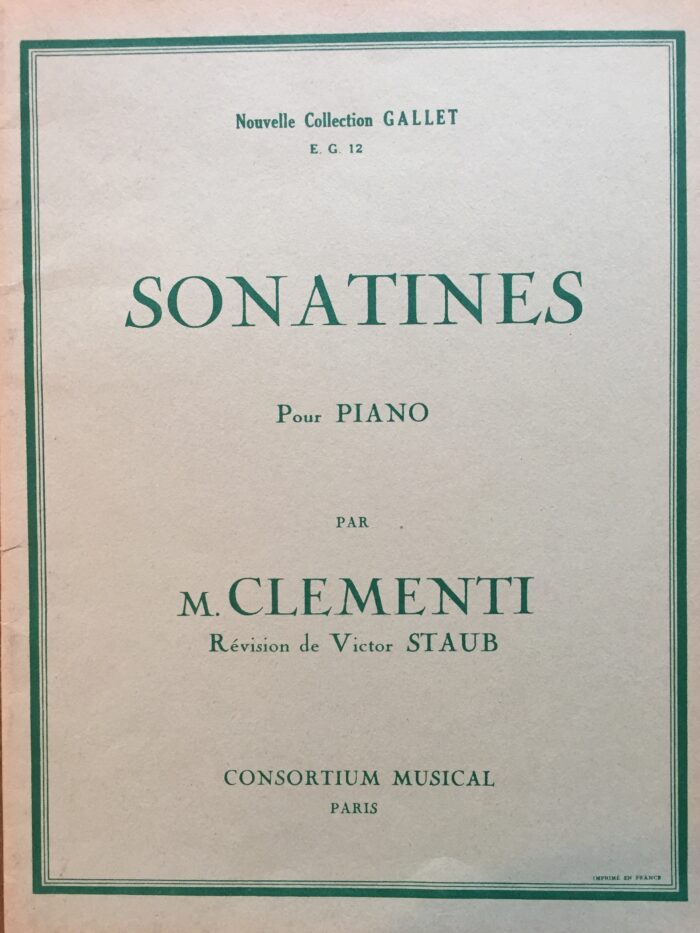 Nouvelle Collection GALLET
E. G. 12
SONATINES
Pour PIANO
PAR
M. CLEMENTI
Révision de Victor STAUB
CONSORTIUM MUSICAL
PARIS
IMPRIMÉ EN FRANCE